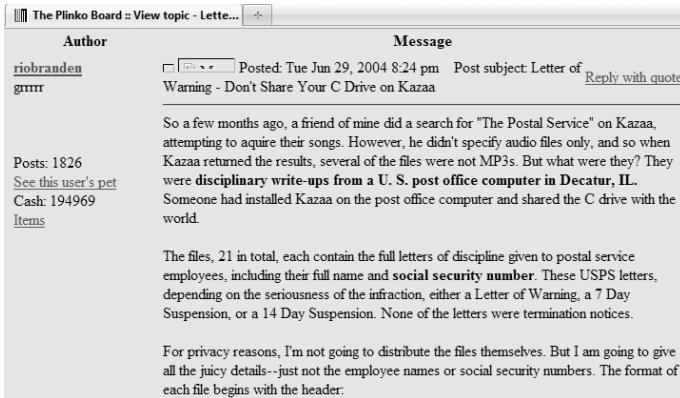 The Plinko Board :: View topic - Lette...
Author Message
riobranden
grrrrr
Posted: Tue Jun 29, 2004 8:24 pm Post subject: Letter of
Warning - Don't Share Your C Drive on Kazaa
Reply with quote
So a few months ago, a friend of mine did a search for "The Postal Service" on Kazaa,
attempting to aquire their songs. However, he didn't specify audio files only, and so when
Kazaa returned the results, several of the files were not MP3s. But what were they? They
were disciplinary write-ups from a U. S. post office computer in Decatur, IL.
Someone had installed Kazaa on the post office computer and shared the C drive with the
world.
Posts: 1826
See this user's pet
Cash: 194969
Items
The files, 21 in total, each contain the full letters of discipline given to postal service
employees, including their full name and social security number. These USPS letters,
depending on the seriousness of the infraction, either a Letter of Warning, a 7 Day
Suspension, or a 14 Day Suspension. None of the letters were termination notices.
For privacy reasons, I'm not going to distribute the files themselves. But I am going to give
all the juicy details--just not the employee names or social security numbers. The format of
each file begins with the header: